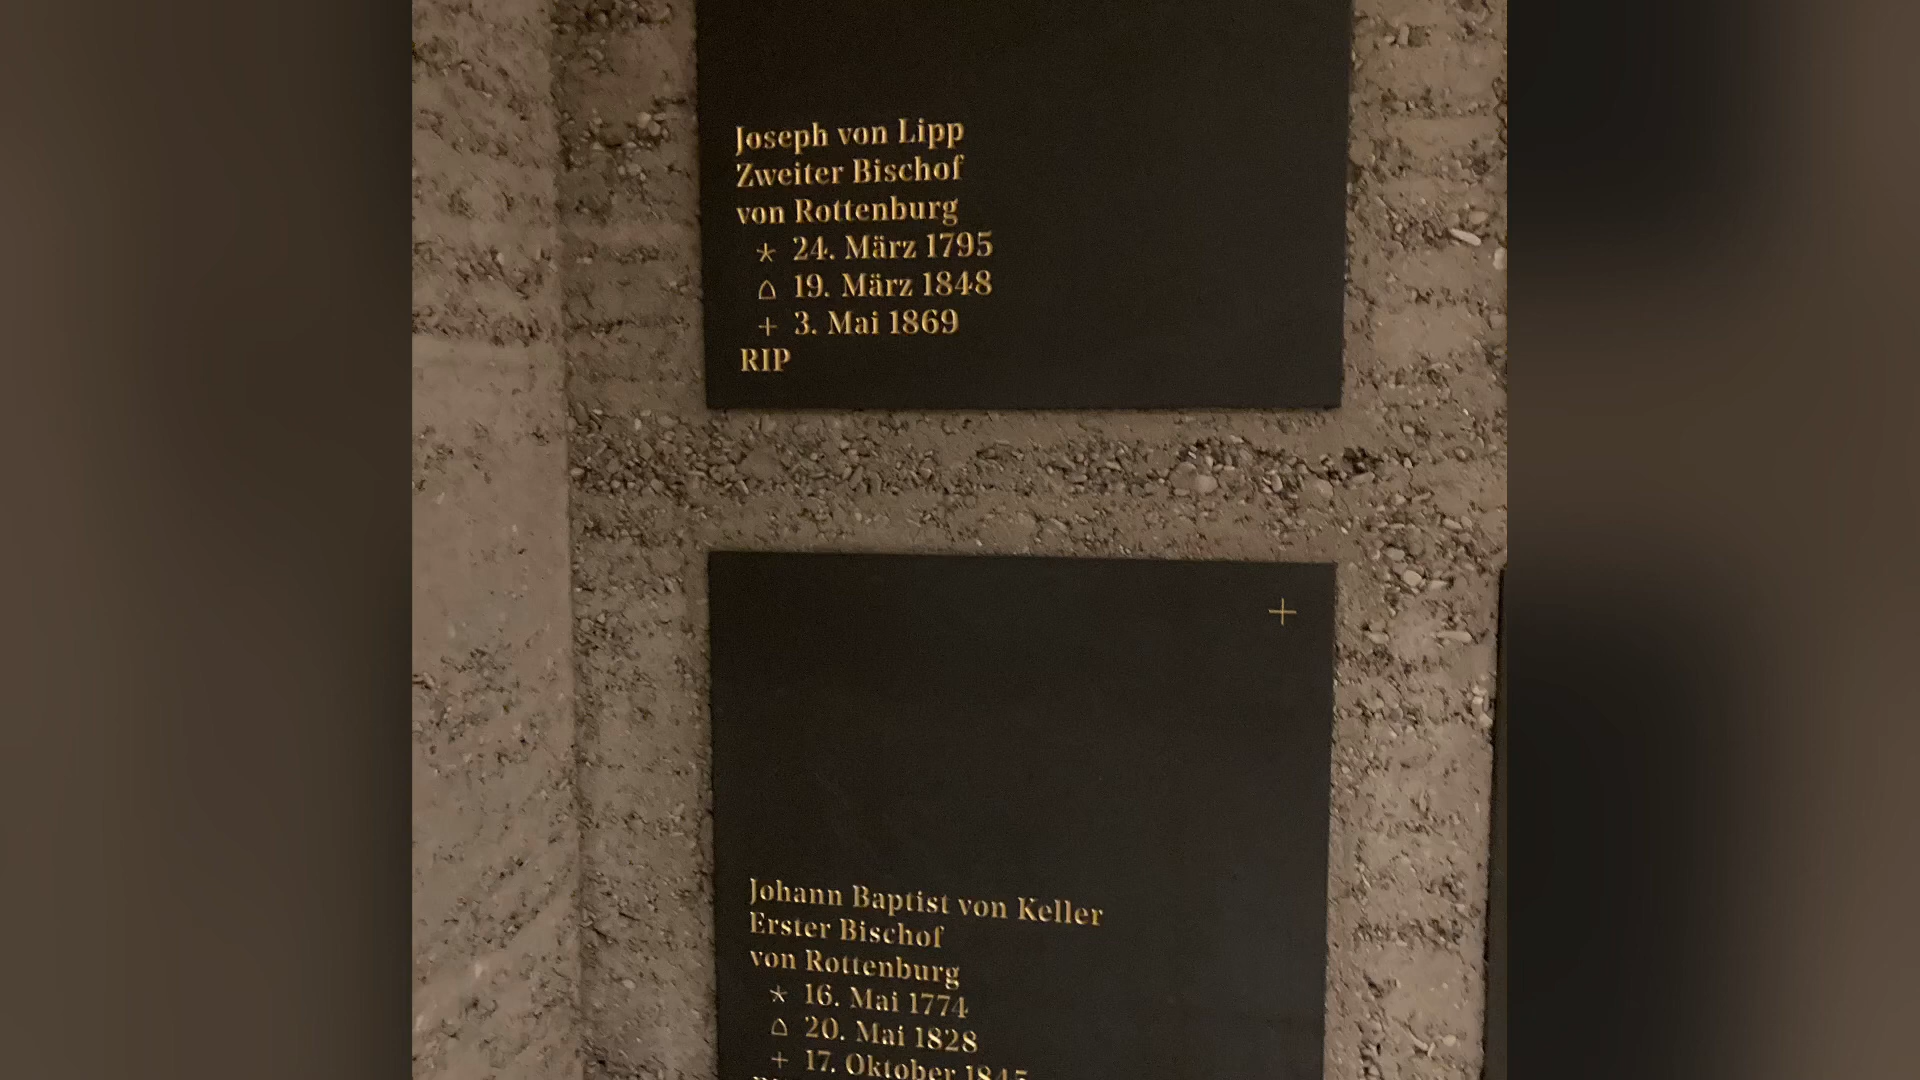 Joseph von Lipp
Zweiter Bischof
von Rottenburg
* 24. März 1795
⌂ 19. März 1848
+ 3. Mai 1869
RIP
+
Johann Baptist von Keller
Erster Bischof
von Rottenburg
* 16. Mai 1774
⌂ 20. Mai 1828
+ 17. Oktober 1845